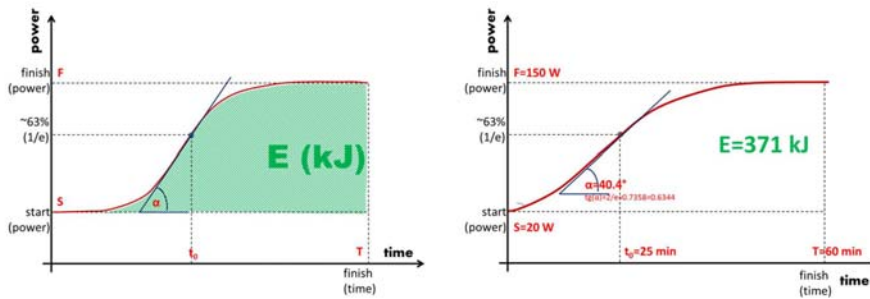 power
finish
(power)
F
~63%
(1/e)
E (kJ)
α
S
start
(power)
t₀
T
time
finish
(time)
power
finish
(power)
F=150 W
~63%
(1/e)
E=371 kJ
α=40.4°
start
(power)
S=20 W
t₀=25 min
T=60 min
finish
(time)
time